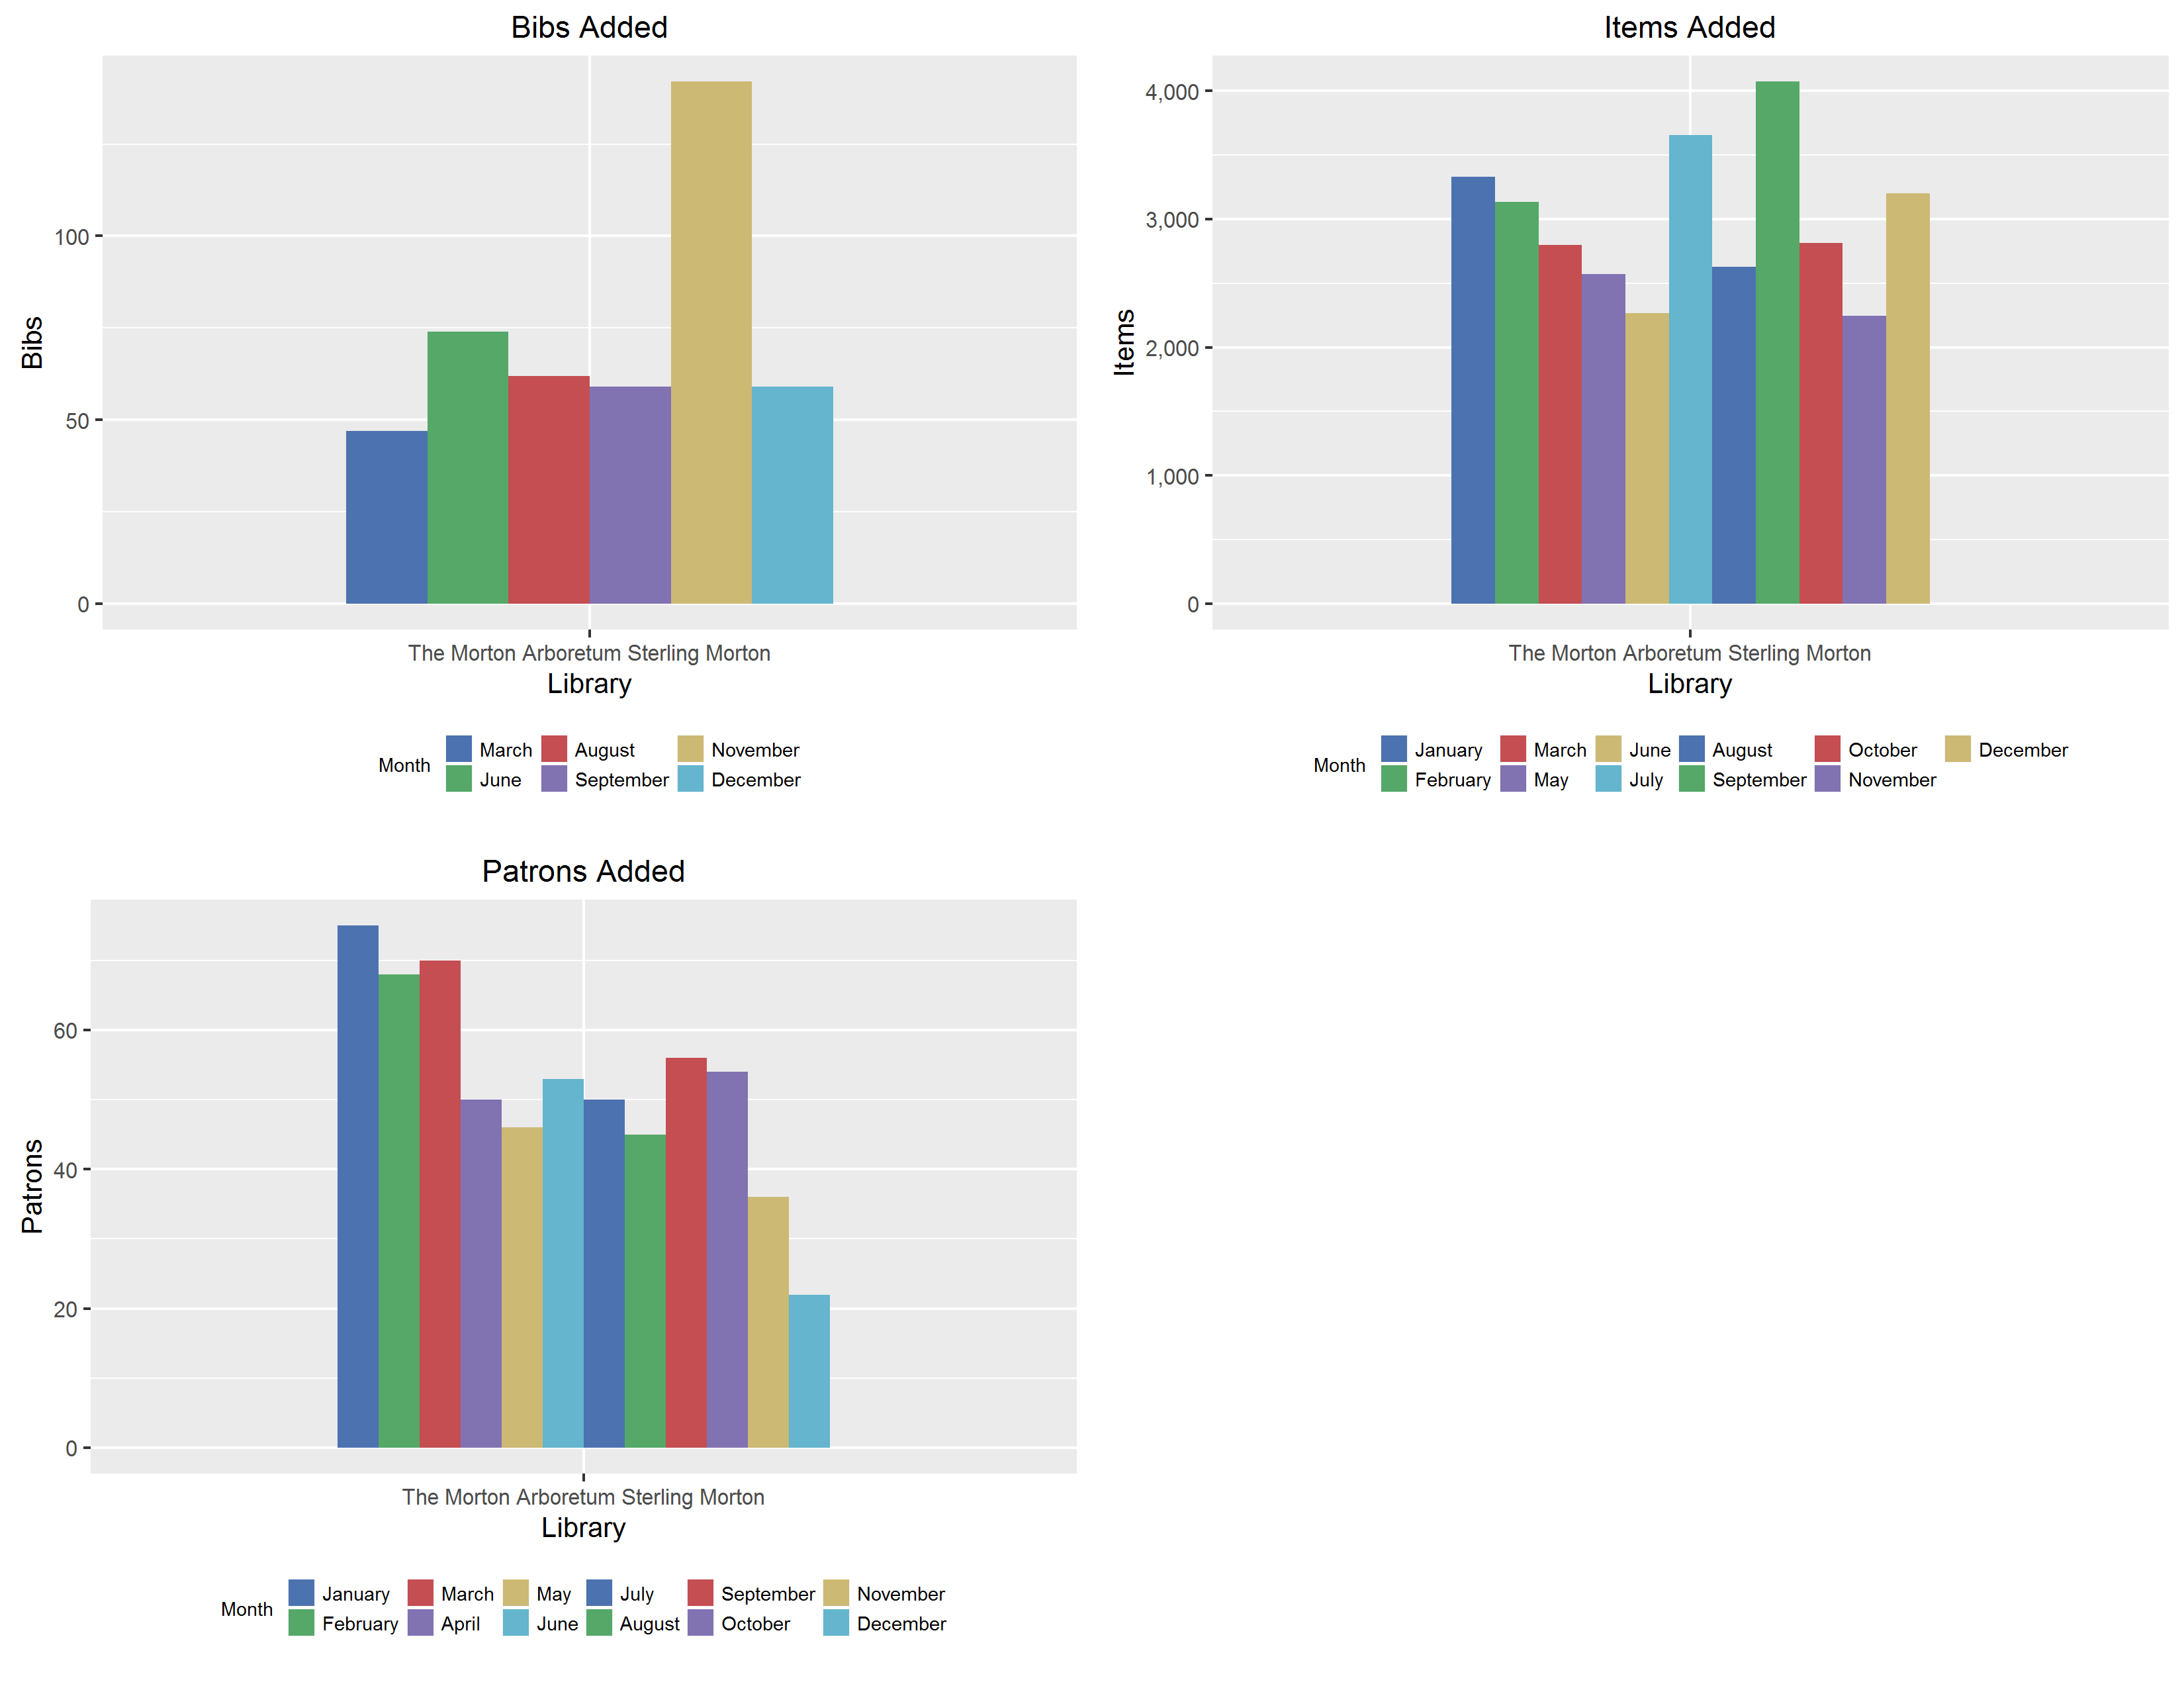 Bibs Added
100
50
0
Bibs
The Morton Arboretum Sterling Morton
Library
Month
March
August
November
June
September
December
Items Added
4,000
3,000
2,000
1,000
0
Items
The Morton Arboretum Sterling Morton
Library
Month
January
March
June
August
October
December
February
May
July
September
November
Patrons Added
60
40
20
0
Patrons
The Morton Arboretum Sterling Morton
Library
Month
January
March
May
July
September
November
February
April
June
August
October
December